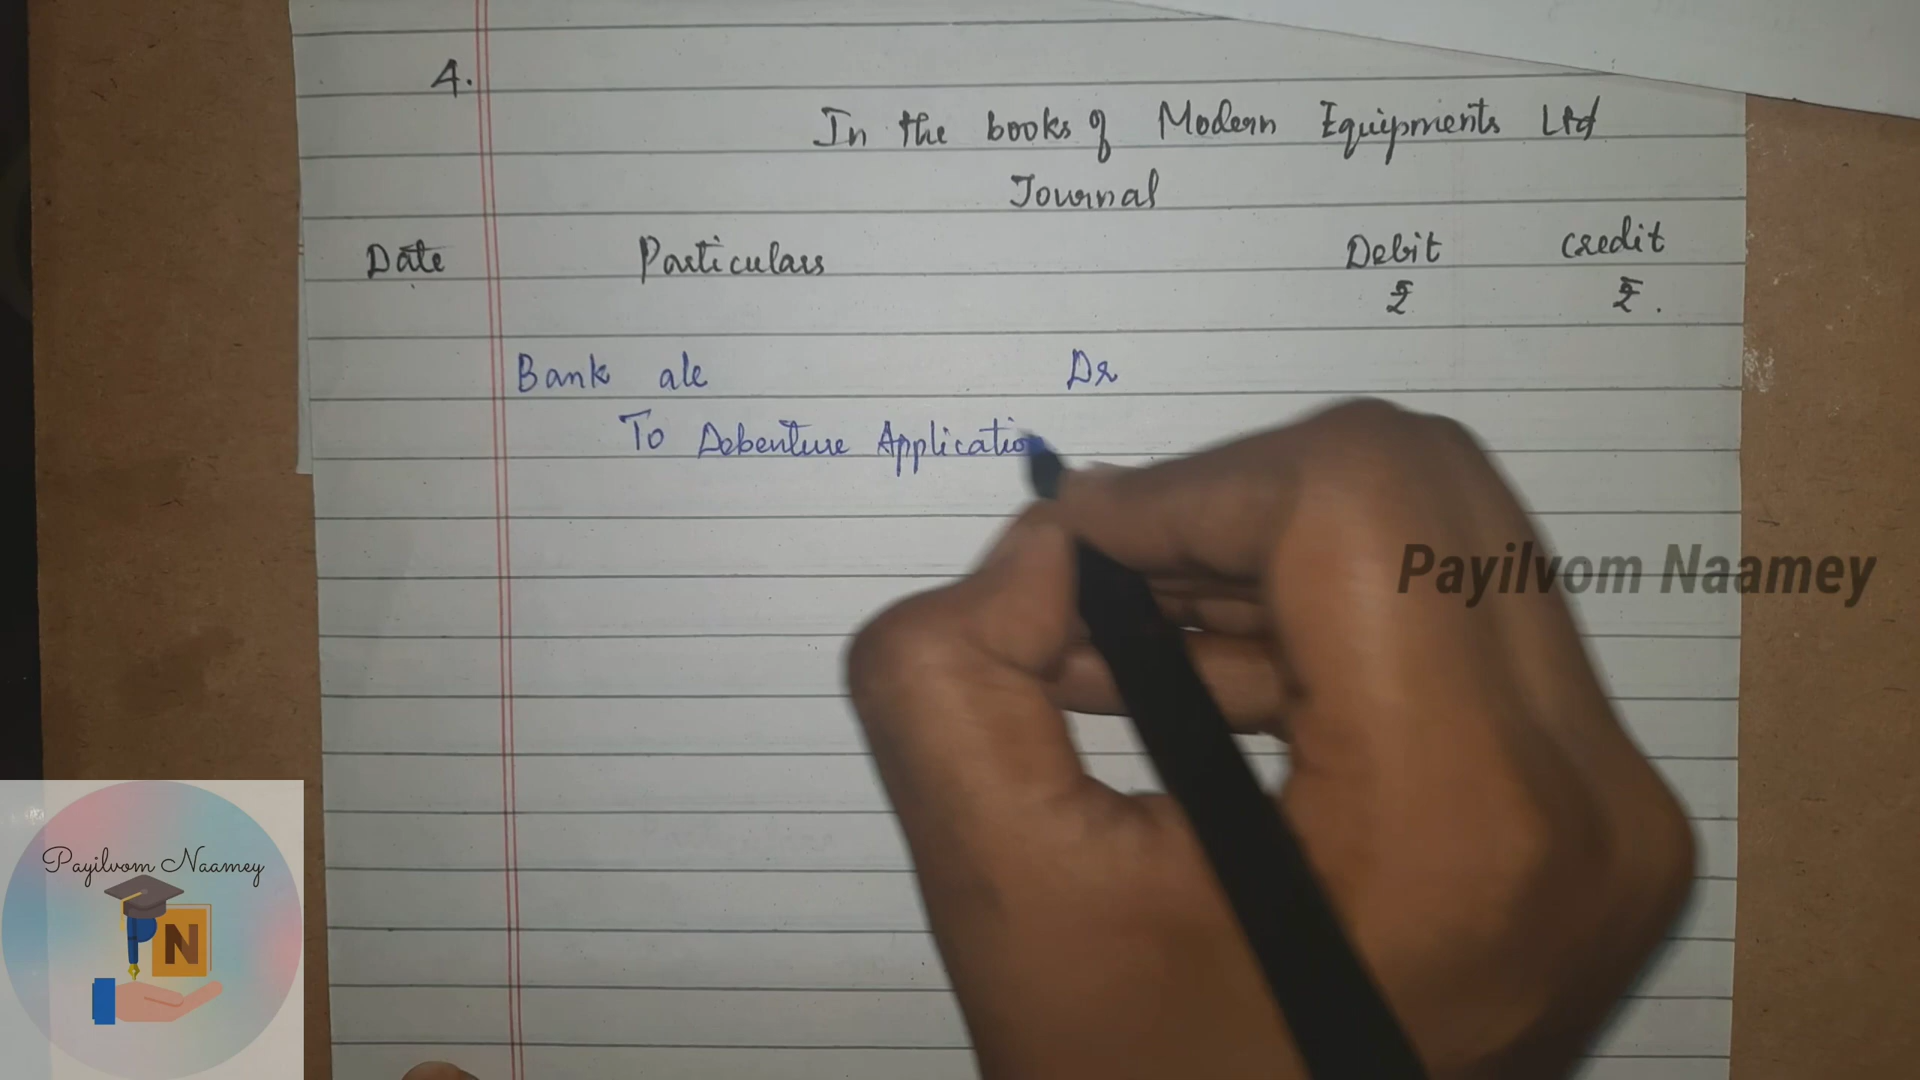 4.
In the books of Modern Equipments Ltd
Journal
Date Particulars Debit Credit
₹ ₹.
Bank a/c Dr
To Debenture Application
Payilvom Naamey
Payilvom Naamey
PN